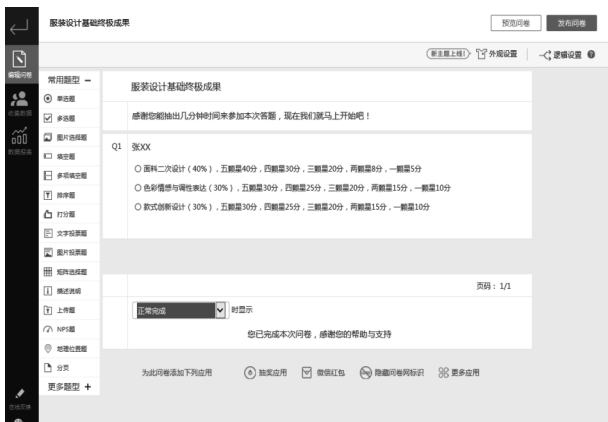 服装设计基础终极成果
预览问卷
发布问卷
新主题上线!
外观设置
逻辑设置
编辑问卷
收集数据
数据报告
常用题型
单选题
多选题
图片选择题
填空题
多项填空题
排序题
打分题
文字投票题
图片投票题
矩阵选择题
描述说明
上传题
NPS题
地理位置题
分页
更多题型 +
服装设计基础终极成果
感谢您能抽出几分钟时间来参加本次答题，现在我们就马上开始吧！
Q1 张XX
面料二次设计（40%），五颗星40分，四颗星30分，三颗星20分，两颗星8分，一颗星5分
色彩情感与调性表达（30%），五颗星30分，四颗星25分，三颗星20分，两颗星15分，一颗星10分
款式创新设计（30%），五颗星30分，四颗星25分，三颗星20分，两颗星15分，一颗星10分
页码：1/1
正常完成 时显示
您已完成本次问卷，感谢您的帮助与支持
为此问卷添加下列应用 抽奖应用 微信红包 隐藏问卷网标识 更多应用